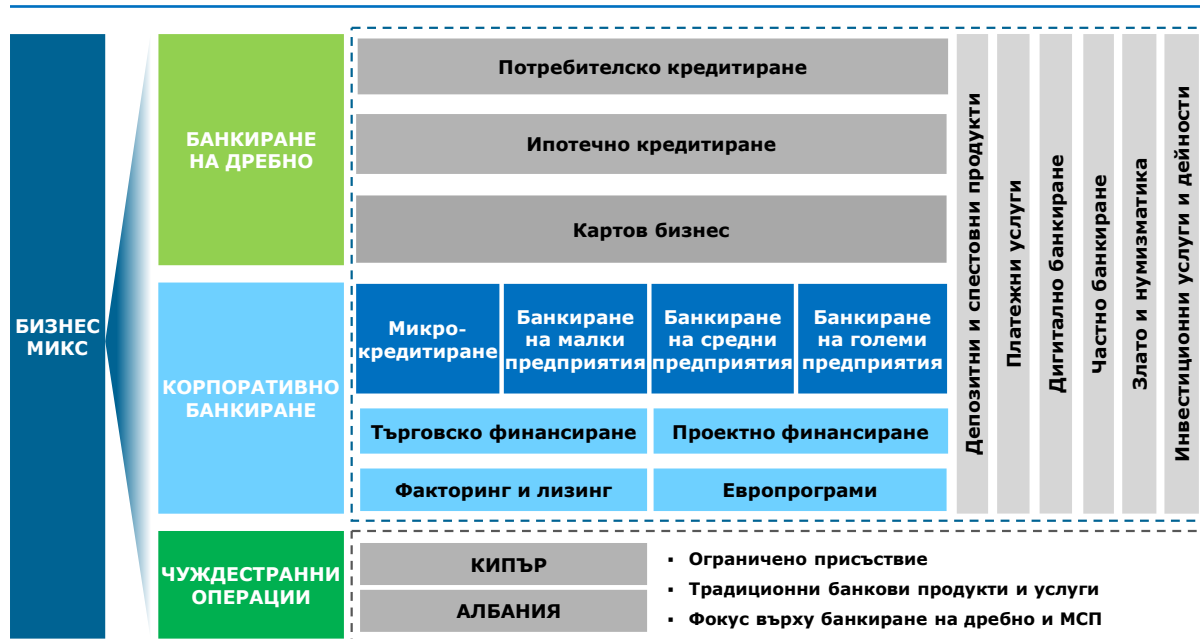 БИЗНЕС
МИКС
БАНКИРАНЕ
НА ДРЕБНО
Потребителско кредитиране
Ипотечно кредитиране
Картов бизнес
КОРПОРАТИВНО
БАНКИРАНЕ
Микро-
кредитиране
Банкиране
на малки
предприятия
Банкиране
на средни
предприятия
Банкиране
на големи
предприятия
Търговско финансиране
Проектно финансиране
Факторинг и лизинг
Европрограми
Депозитни и спестовни продукти
Платежни услуги
Дигитално банкиране
Частно банкиране
Злато и нумизматика
Инвестиционни услуги и дейности
ЧУЖДЕСТРАННИ
ОПЕРАЦИИ
КИПЪР
АЛБАНИЯ
▪ Ограничено присъствие
▪ Традиционни банкови продукти и услуги
▪ Фокус върху банкиране на дребно и МСП